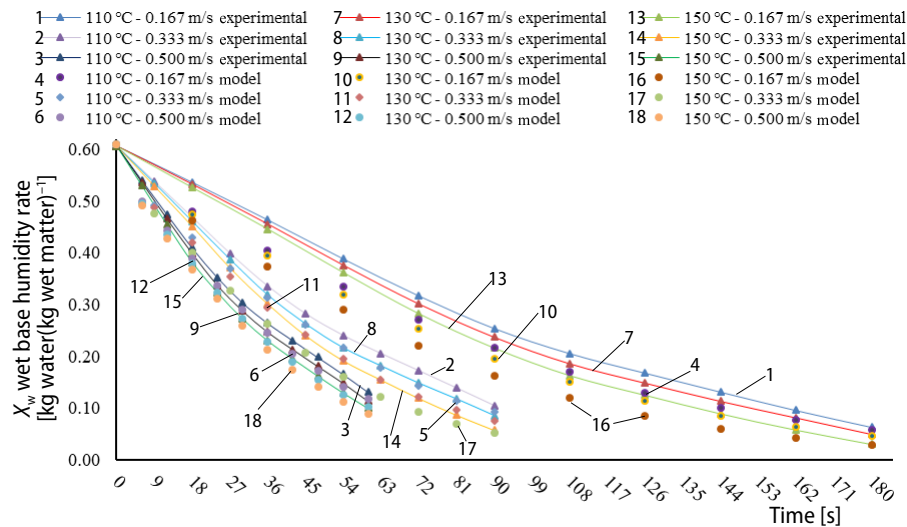 1 110 °C - 0.167 m/s experimental 7 130 °C - 0.167 m/s experimental 13 150 °C - 0.167 m/s experimental
2 110 °C - 0.333 m/s experimental 8 130 °C - 0.333 m/s experimental 14 150 °C - 0.333 m/s experimental
3 110 °C - 0.500 m/s experimental 9 130 °C - 0.500 m/s experimental 15 150 °C - 0.500 m/s experimental
4 110 °C - 0.167 m/s model 10 130 °C - 0.167 m/s model 16 150 °C - 0.167 m/s model
5 110 °C - 0.333 m/s model 11 130 °C - 0.333 m/s model 17 150 °C - 0.333 m/s model
6 110 °C - 0.500 m/s model 12 130 °C - 0.500 m/s model 18 150 °C - 0.500 m/s model
X_w wet base humidity rate
[kg water(kg wet matter)⁻¹]
0.60
0.50
0.40
0.30
0.20
0.10
0.00
12
15
9
6
18
11
8
2
3
14
5
17
13
10
7
4
1
16
0 9 18 27 36 45 54 63 72 81 90 99 108 117 126 135 144 153 162 171 180
Time [s]